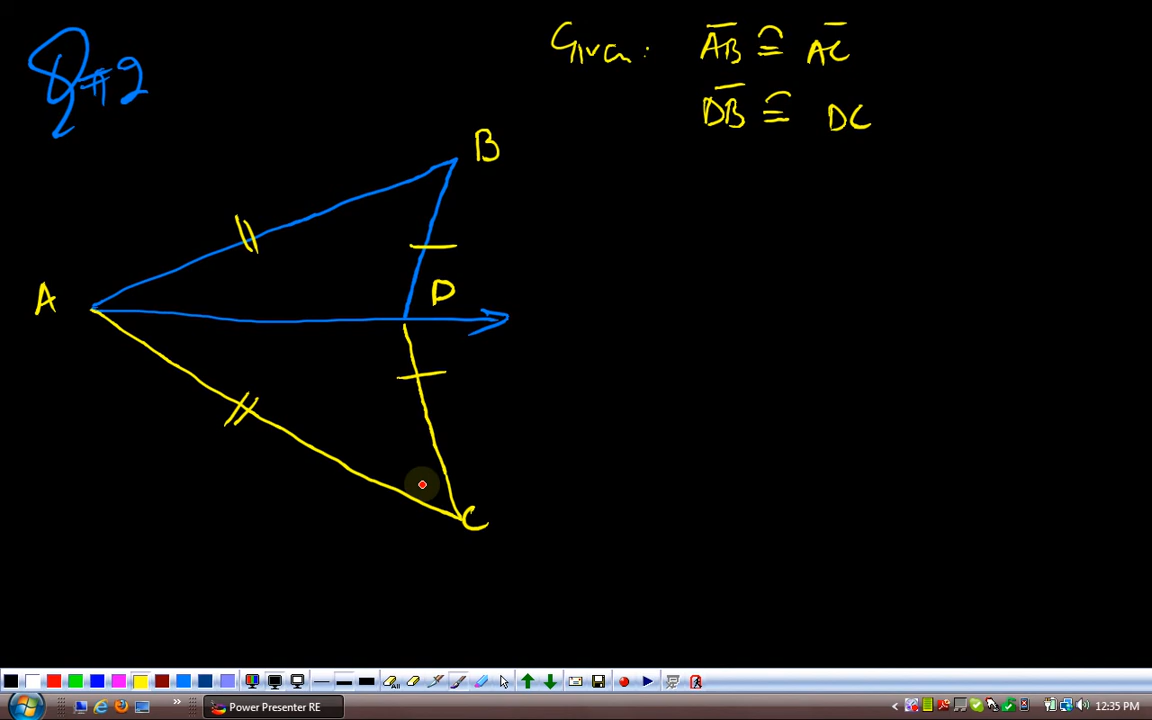 Q#2
Given: AB ≅ AC
DB ≅ DC
B
A
D
C
Power Presenter RE
12:35 PM